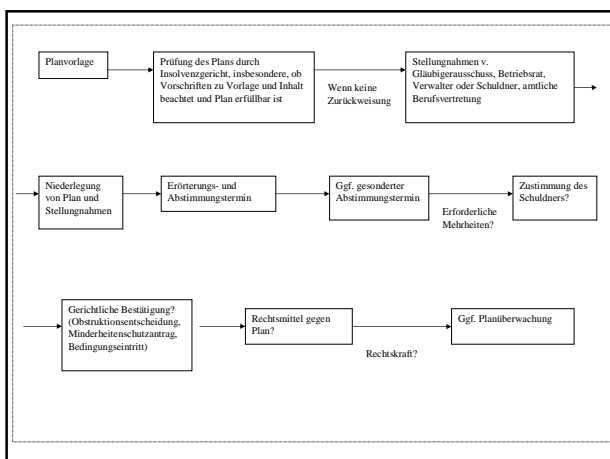 Planvorlage
Prüfung des Plans durch
Insolvenzgericht, insbesondere, ob
Vorschriften zu Vorlage und Inhalt
beachtet und Plan erfüllbar ist
Wenn keine
Zurückweisung
Stellungnahmen v.
Gläubigerausschuss, Betriebsrat,
Verwalter oder Schuldner, amtliche
Berufsvertretung
Niederlegung
von Plan und
Stellungnahmen
Erörterungs- und
Abstimmungstermin
Ggf. gesonderter
Abstimmungstermin
Erforderliche
Mehrheiten?
Zustimmung des
Schuldners?
Gerichtliche Bestätigung?
(Obstruktionsentscheidung,
Minderheitenschutzantrag,
Bedingungseintritt)
Rechtsmittel gegen
Plan?
Rechtskraft?
Ggf. Planüberwachung